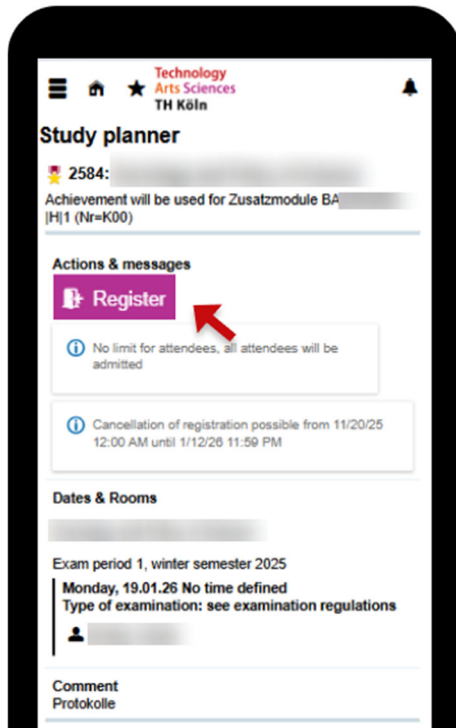 Technology
Arts Sciences
TH Köln
Study planner
2584:
Achievement will be used for Zusatzmodule BA
|H|1 (Nr=K00)
Actions & messages
Register
No limit for attendees, all attendees will be
admitted
Cancellation of registration possible from 11/20/25
12:00 AM until 1/12/26 11:59 PM
Dates & Rooms
Exam period 1, winter semester 2025
Monday, 19.01.26 No time defined
Type of examination: see examination regulations
Comment
Protokolle